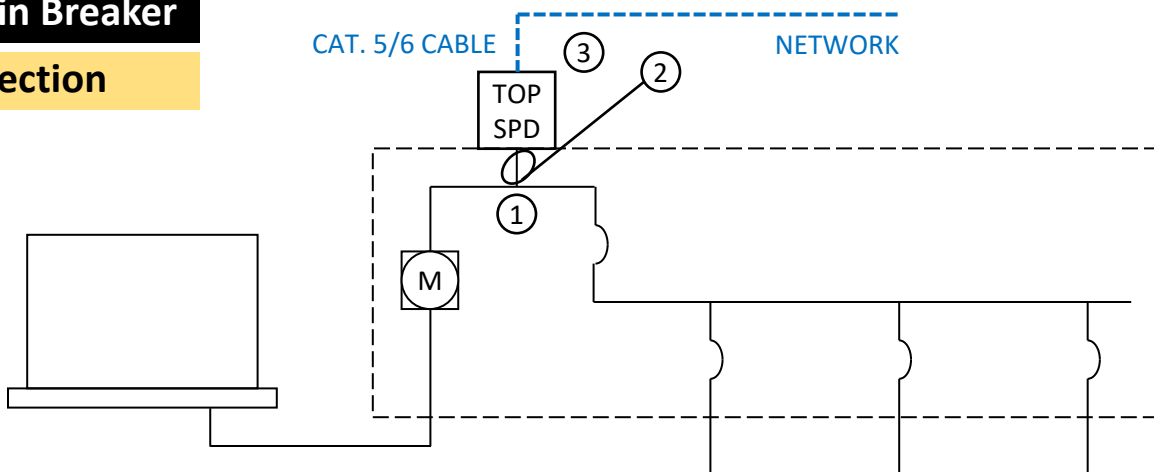 in Breaker
ection
CAT. 5/6 CABLE
NETWORK
3
2
TOP
SPD
1
M